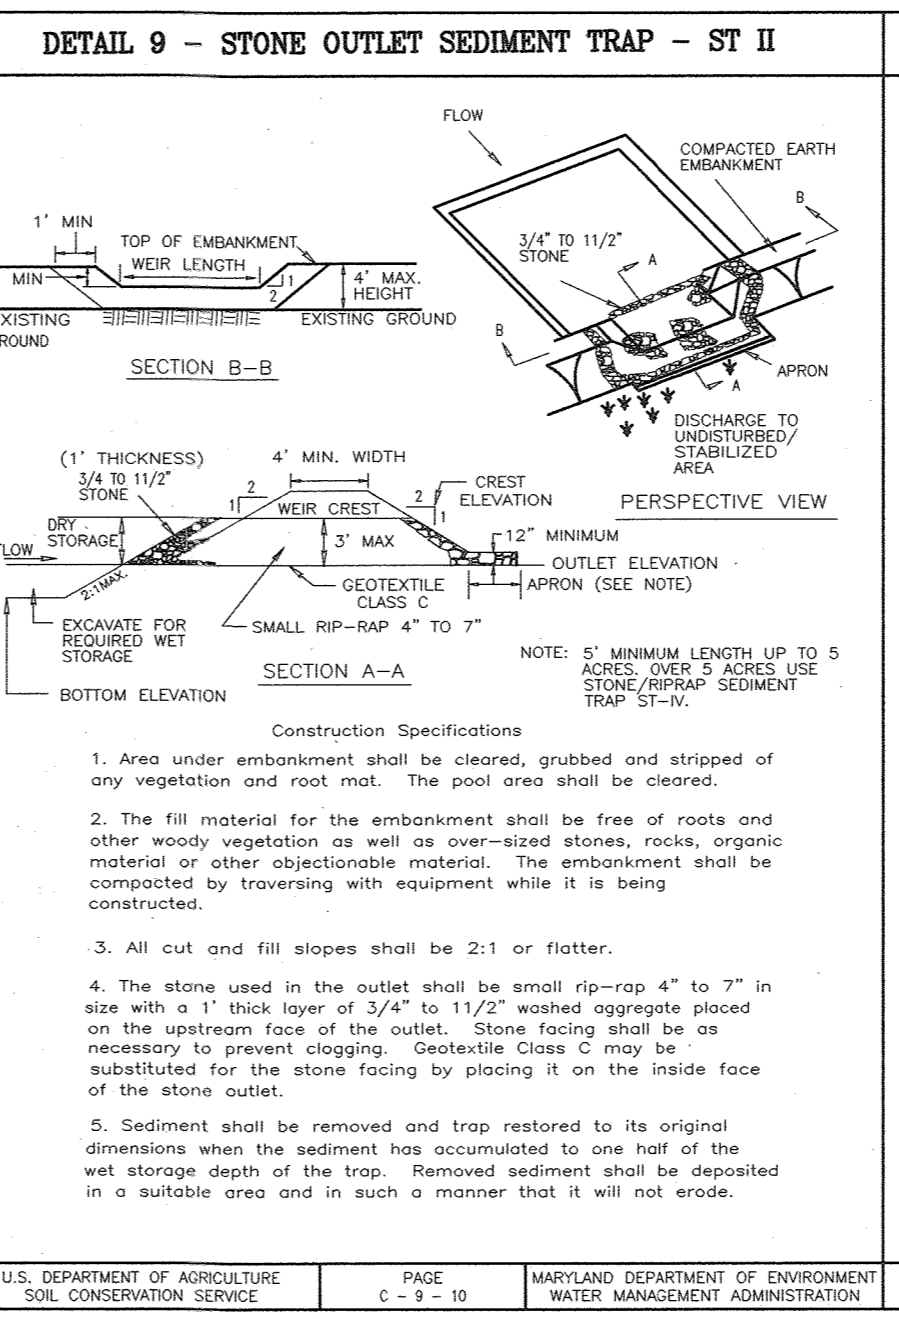 DETAIL 9 – STONE OUTLET SEDIMENT TRAP – ST II
FLOW
COMPACTED EARTH
EMBANKMENT
B
3/4" TO 11/2"
STONE
A
B
A
APRON
DISCHARGE TO
UNDISTURBED/
STABILIZED
AREA
PERSPECTIVE VIEW
1' MIN
TOP OF EMBANKMENT
WEIR LENGTH
MIN
1
2
4' MAX.
HEIGHT
XISTING
ROUND
EXISTING GROUND
SECTION B–B
(1' THICKNESS)
3/4 TO 11/2"
STONE
4' MIN. WIDTH
2
1
WEIR CREST
2
1
CREST
ELEVATION
DRY
STORAGE
LOW
3' MAX
12" MINIMUM
OUTLET ELEVATION
APRON (SEE NOTE)
2:1 MAX.
GEOTEXTILE
CLASS C
EXCAVATE FOR
REQUIRED WET
STORAGE
SMALL RIP–RAP 4" TO 7"
SECTION A–A
BOTTOM ELEVATION
NOTE: 5' MINIMUM LENGTH UP TO 5
ACRES. OVER 5 ACRES USE
STONE/RIPRAP SEDIMENT
TRAP ST–IV.
Construction Specifications
1. Area under embankment shall be cleared, grubbed and stripped of
any vegetation and root mat. The pool area shall be cleared.
2. The fill material for the embankment shall be free of roots and
other woody vegetation as well as over–sized stones, rocks, organic
material or other objectionable material. The embankment shall be
compacted by traversing with equipment while it is being
constructed.
3. All cut and fill slopes shall be 2:1 or flatter.
4. The stone used in the outlet shall be small rip–rap 4" to 7" in
size with a 1' thick layer of 3/4" to 11/2" washed aggregate placed
on the upstream face of the outlet. Stone facing shall be as
necessary to prevent clogging. Geotextile Class C may be
substituted for the stone facing by placing it on the inside face
of the stone outlet.
5. Sediment shall be removed and trap restored to its original
dimensions when the sediment has accumulated to one half of the
wet storage depth of the trap. Removed sediment shall be deposited
in a suitable area and in such a manner that it will not erode.
U.S. DEPARTMENT OF AGRICULTURE
SOIL CONSERVATION SERVICE
PAGE
C – 9 – 10
MARYLAND DEPARTMENT OF ENVIRONMENT
WATER MANAGEMENT ADMINISTRATION